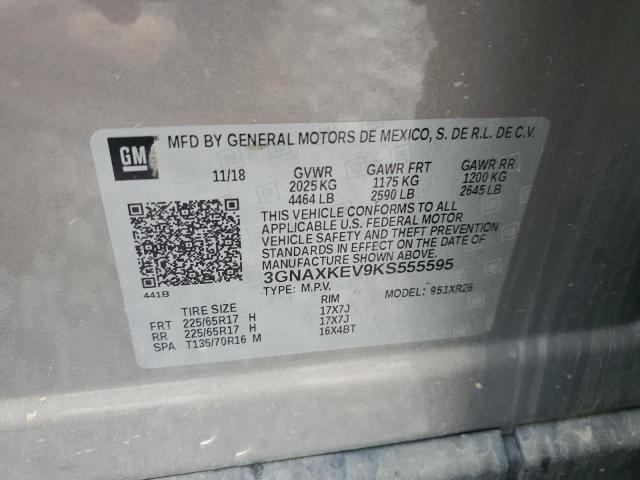 GM
MFD BY GENERAL MOTORS DE MEXICO, S. DE R.L. DE C.V.
11/18 GVWR GAWR FRT GAWR RR
2025 KG 1175 KG 1200 KG
4464 LB 2590 LB 2645 LB
THIS VEHICLE CONFORMS TO ALL
APPLICABLE U.S. FEDERAL MOTOR
VEHICLE SAFETY AND THEFT PREVENTION
STANDARDS IN EFFECT ON THE DATE OF
MANUFACTURE SHOWN ABOVE.
3GNAXKEV9KS555595
441B TYPE: M.P.V. MODEL: 951XR26
TIRE SIZE RIM
FRT 225/65R17 H 17X7J
RR 225/65R17 H 17X7J
SPA T135/70R16 M 16X4BT